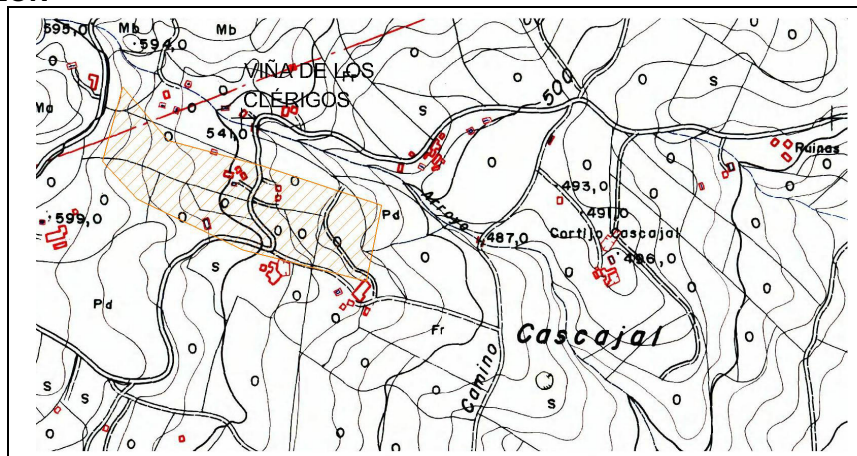 595,0
Mb
Mb
594,0
VIÑA DE LOS
CLÉRIGOS
500
S
S
O
Ma
541,0
Ruinas
Arroyo
Pd
493,0
491,0
599,0
487,0
Cortijo Cascajal
496,0
S
Pd
Fr
Cascajal
Camino
S
S
S